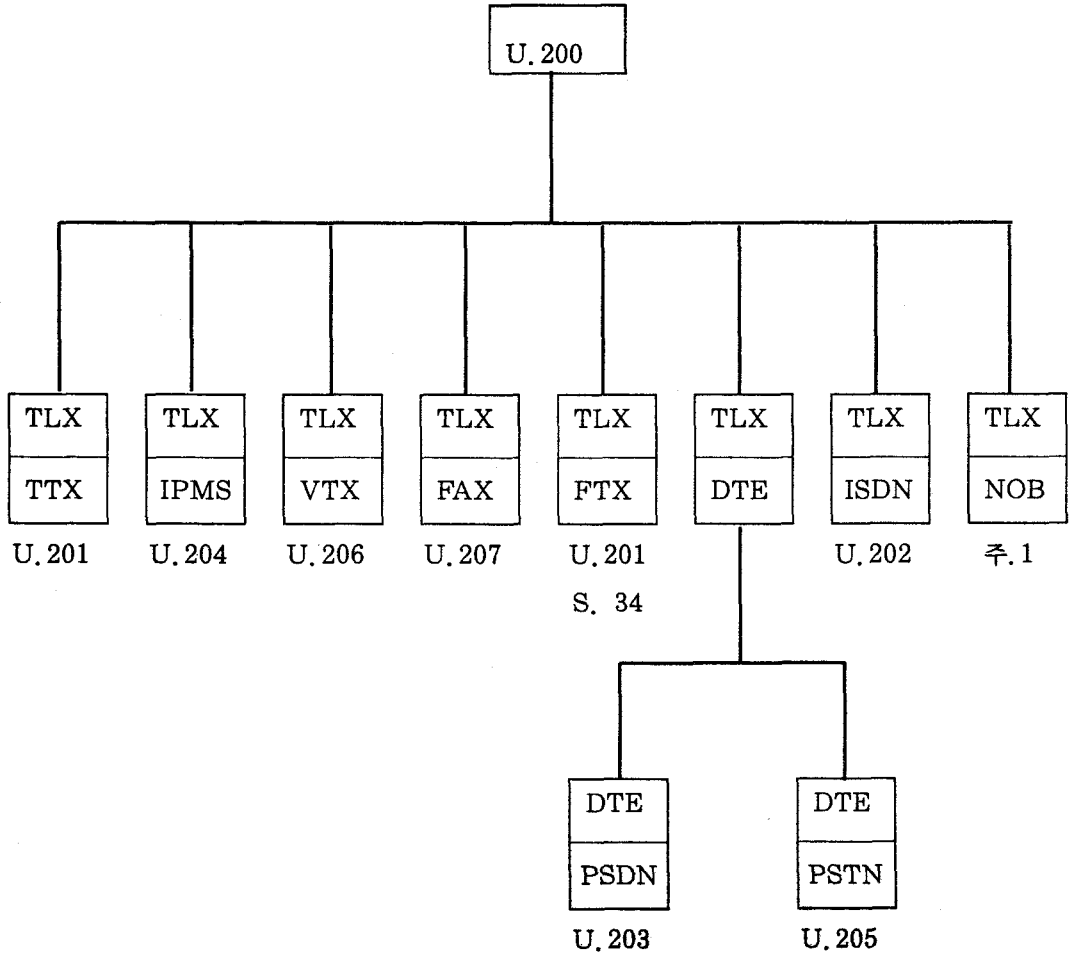 U.200
TLX TLX TLX TLX TLX TLX TLX TLX
TTX IPMS VTX FAX FTX DTE ISDN NOB
U.201 U.204 U.206 U.207 U.201 U.202 주.1
S. 34
DTE DTE
PSDN PSTN
U.203 U.205